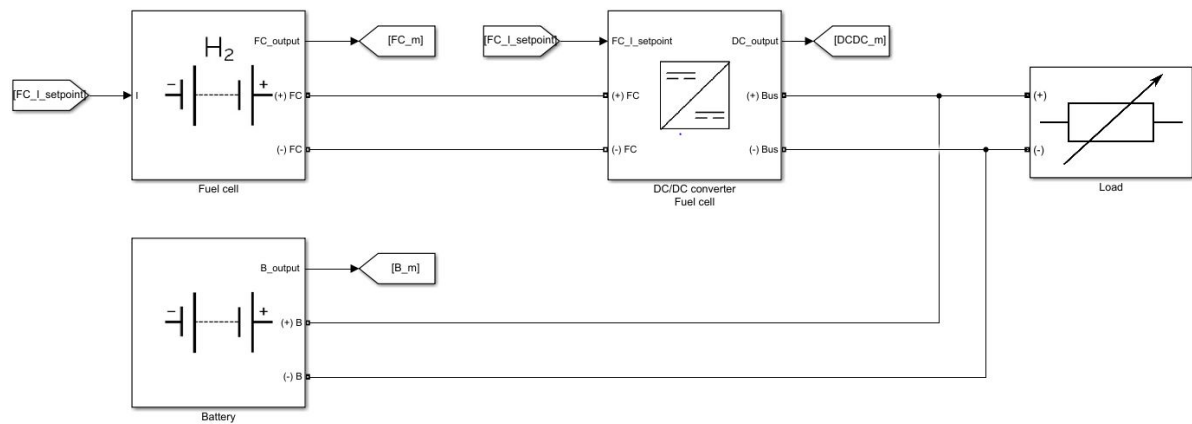 FC_output
[FC_m]
H2
[FC_I_setpoint]
I
- +
(+) FC
(-) FC
Fuel cell
[FC_I_setpoint]
FC_I_setpoint
DC_output
[DCDC_m]
(+) FC
(+) Bus
(-) FC
(-) Bus
DC/DC converter
Fuel cell
(+)
(-)
Load
B_output
[B_m]
- +
(+) B
(-) B
Battery